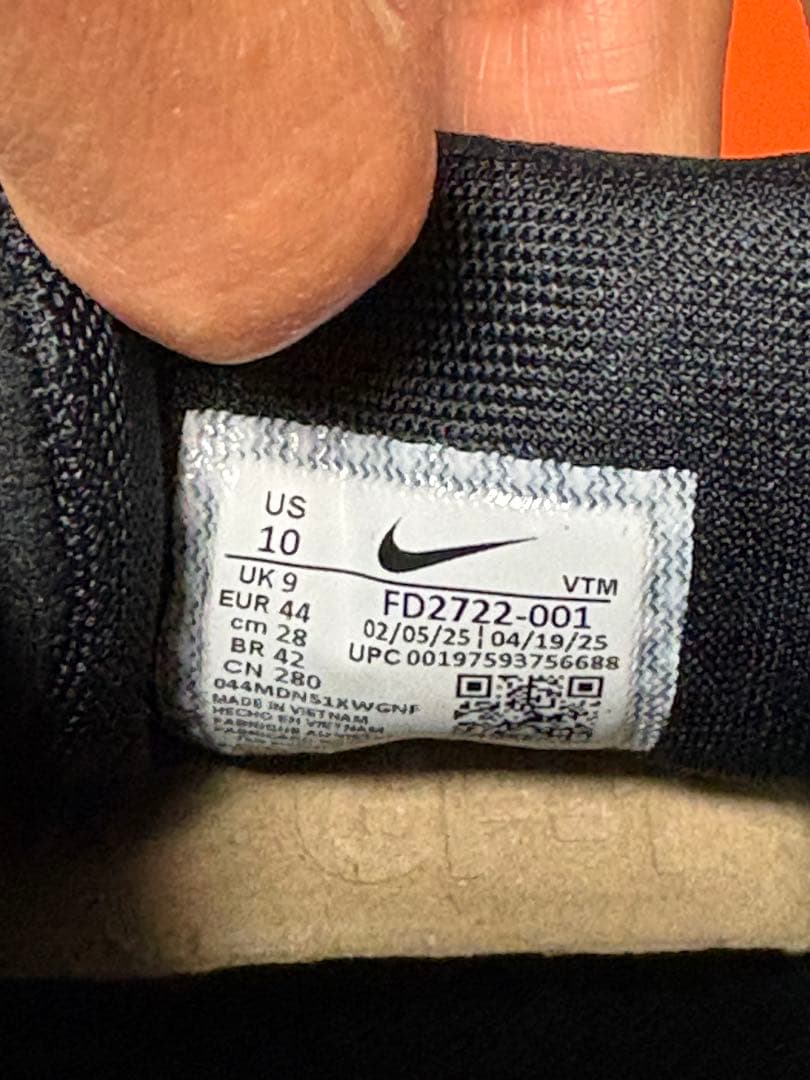 US
10
VTM
UK 9
EUR 44
cm 28
BR 42
CN 280
FD2722-001
02/05/25 | 04/19/25
UPC 00197593756688
044MDNS1XWGNF
MADE IN VIETNAM
HECHO EN VIETNAM